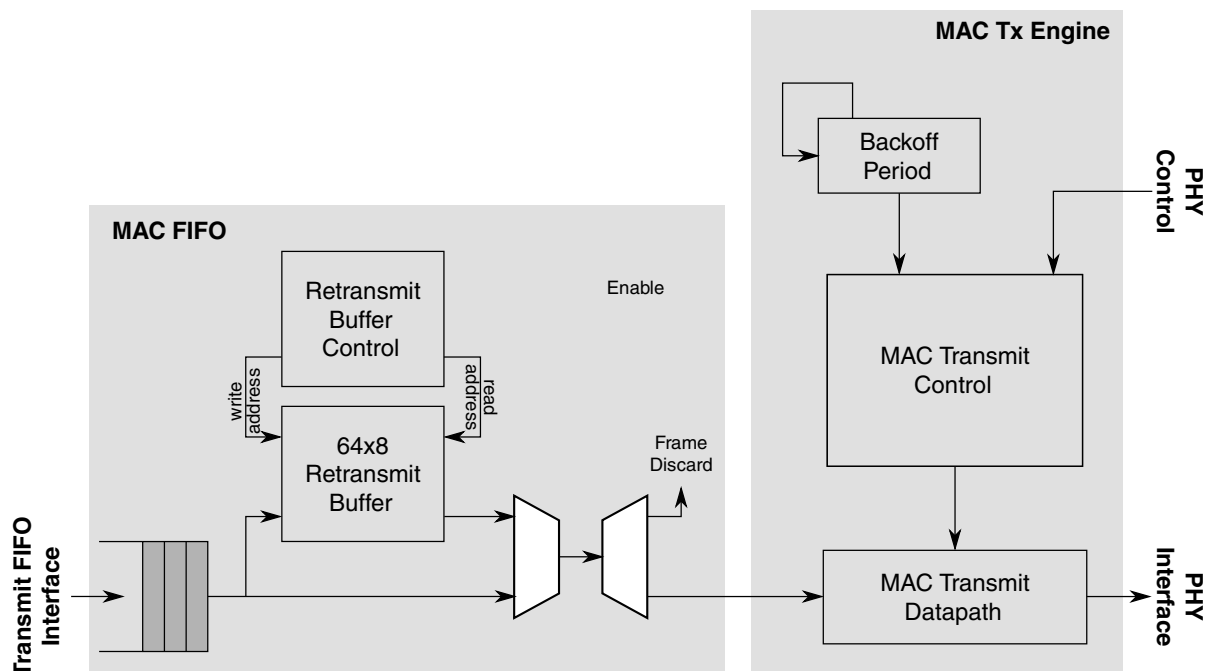 MAC Tx Engine
Backoff
Period
PHY
Control
MAC FIFO
Retransmit
Buffer
Control
Enable
MAC Transmit
Control
write
address
read
address
64x8
Retransmit
Buffer
Frame
Discard
Transmit FIFO
Interface
MAC Transmit
Datapath
PHY
Interface